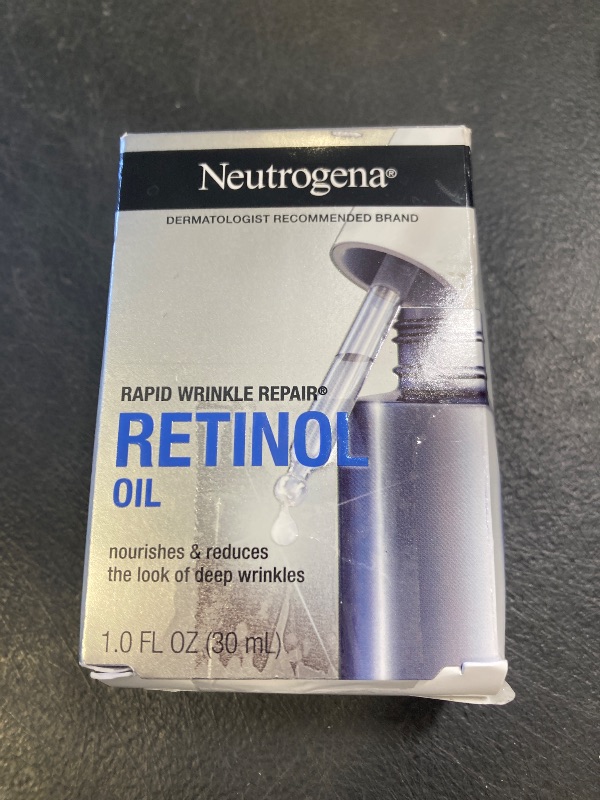 Neutrogena®
DERMATOLOGIST RECOMMENDED BRAND
RAPID WRINKLE REPAIR®
RETINOL
OIL
nourishes & reduces
the look of deep wrinkles
1.0 FL OZ (30 mL)